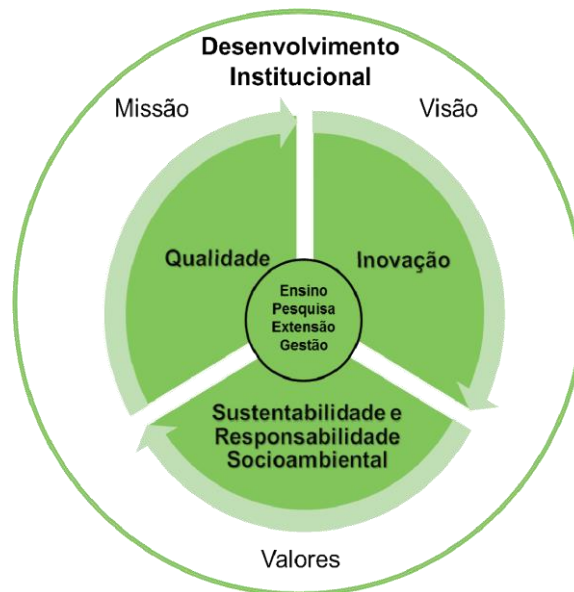 Desenvolvimento
Institucional
Missão
Visão
Qualidade
Inovação
Ensino
Pesquisa
Extensão
Gestão
Sustentabilidade e
Responsabilidade
Socioambiental
Valores